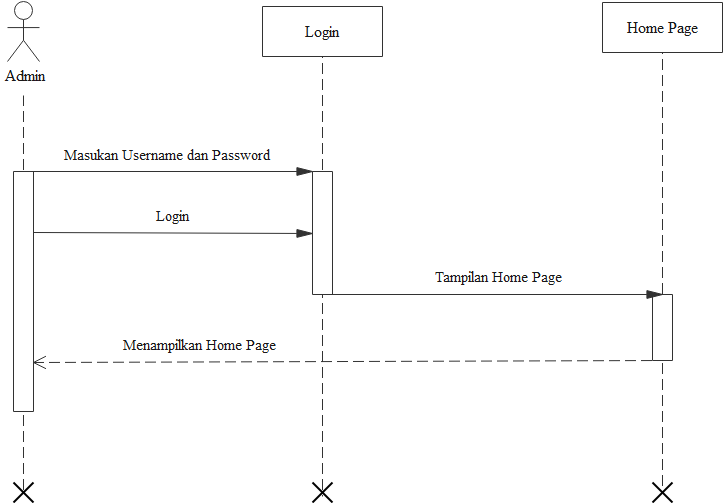 Login
Home Page
Admin
Masukan Username dan Password
Login
Tampilan Home Page
Menampilkan Home Page